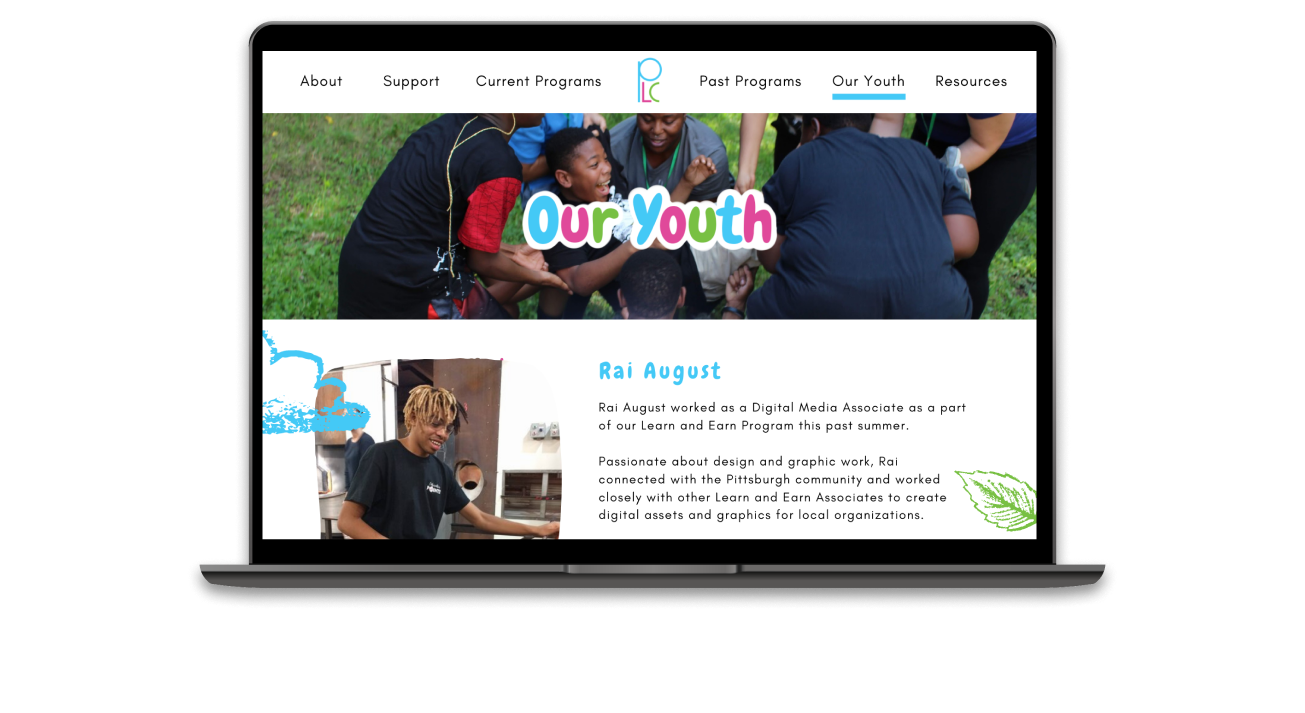 About Support Current Programs PLC Past Programs Our Youth Resources
Our Youth
Rai August
Rai August worked as a Digital Media Associate as a part
of our Learn and Earn Program this past summer.
Passionate about design and graphic work, Rai
connected with the Pittsburgh community and worked
closely with other Learn and Earn Associates to create
digital assets and graphics for local organizations.